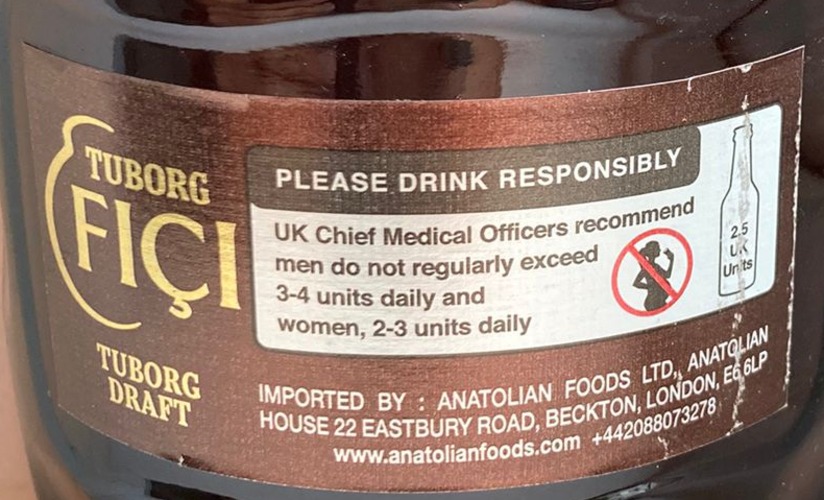 TUBORG
FIÇI
TUBORG
DRAFT
PLEASE DRINK RESPONSIBLY
UK Chief Medical Officers recommend
men do not regularly exceed
3-4 units daily and
women, 2-3 units daily
2.5
UK
Units
IMPORTED BY : ANATOLIAN FOODS LTD., ANATOLIAN
HOUSE 22 EASTBURY ROAD, BECKTON, LONDON, E6 6LP
www.anatolianfoods.com +442088073278